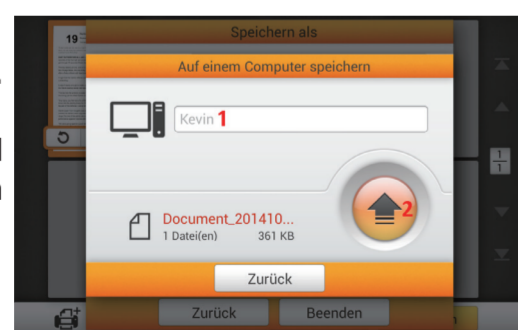 19
Speichern als
Auf einem Computer speichern
Kevin 1
2
Document_201410...
1 Datei(en) 361 KB
Zurück
Zurück Beenden
1
1